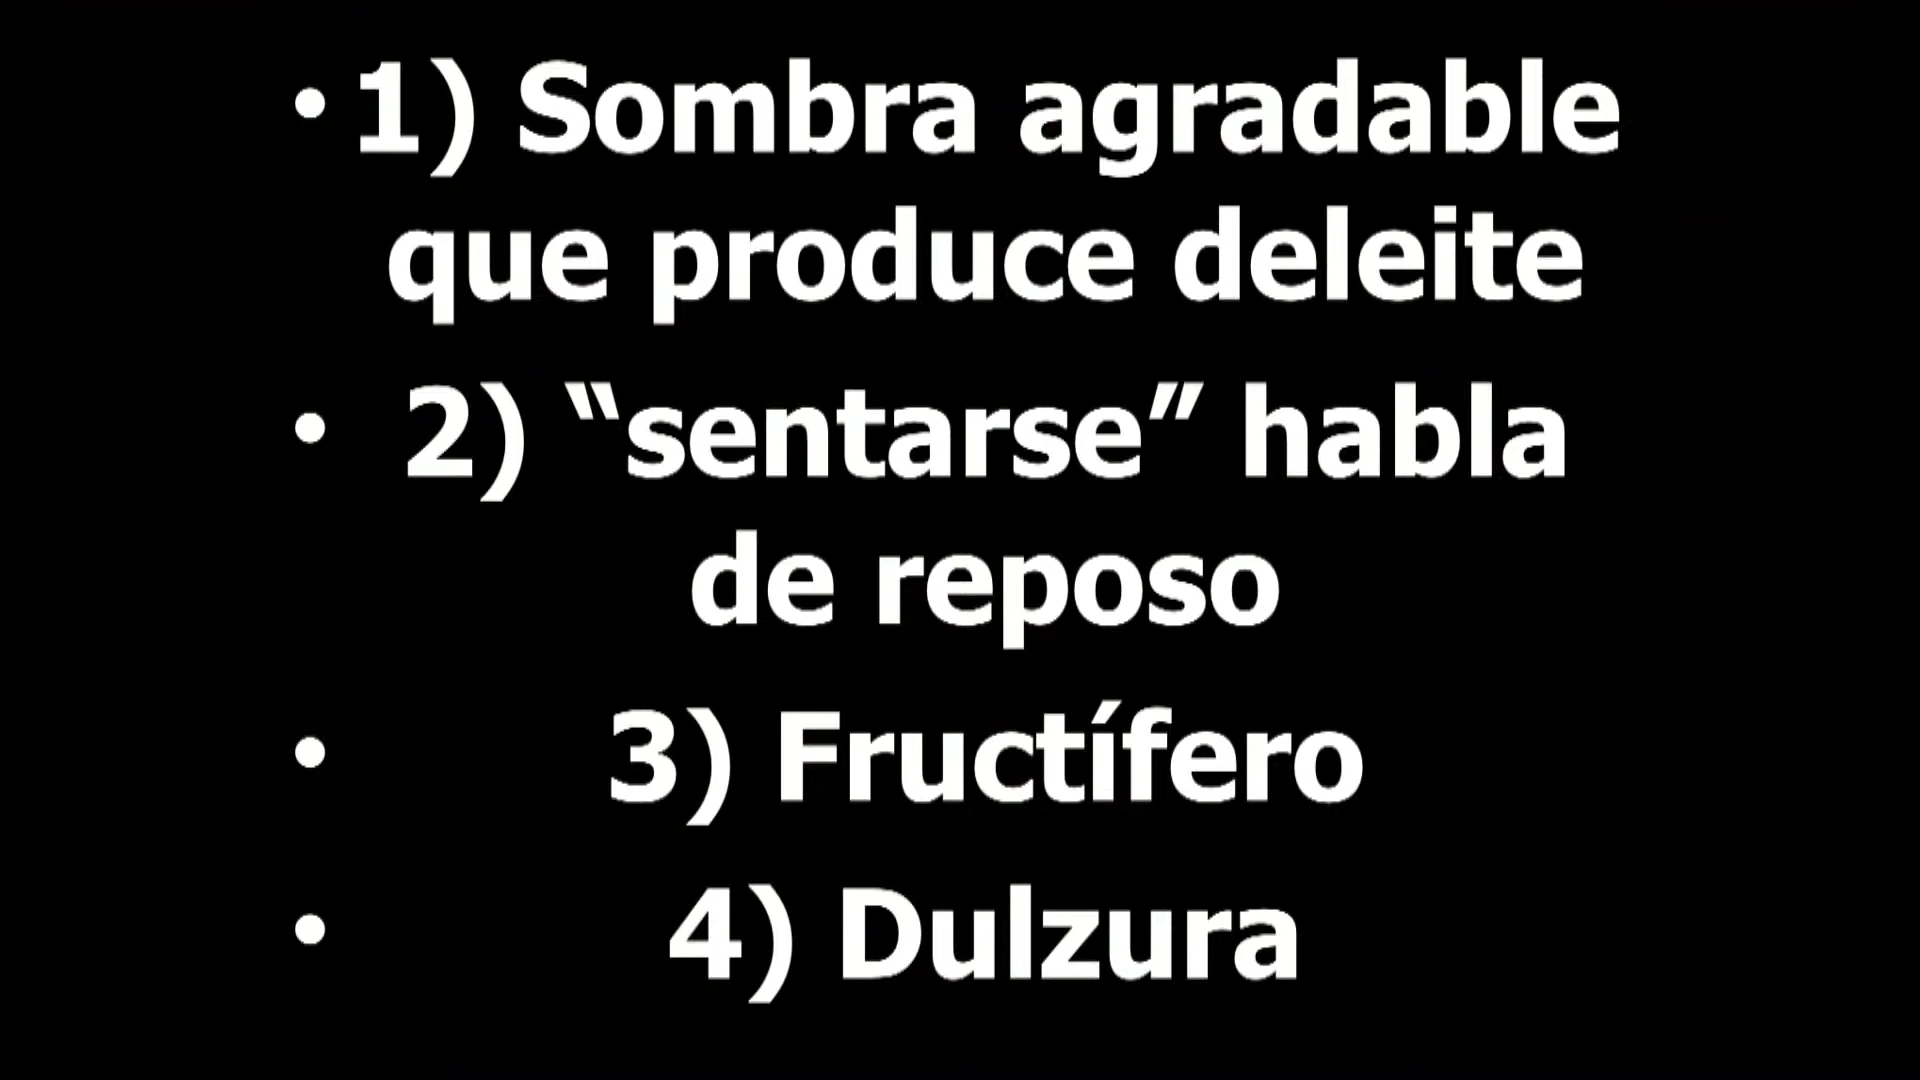 • 1) Sombra agradable
que produce deleite
• 2) “sentarse” habla
de reposo
• 3) Fructífero
• 4) Dulzura